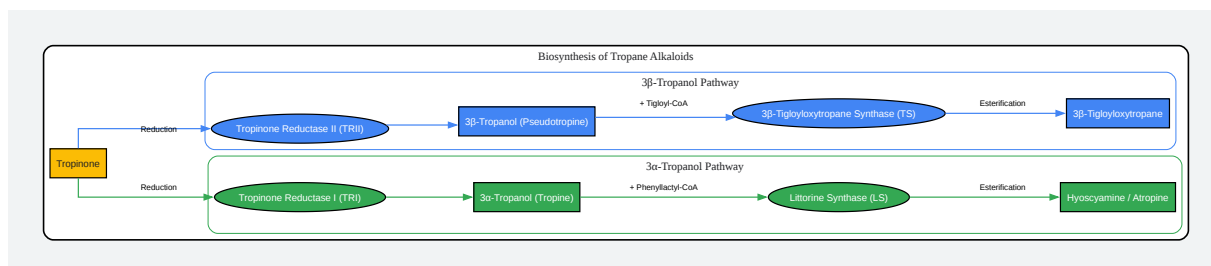 Biosynthesis of Tropane Alkaloids
3β-Tropanol Pathway
Reduction
Tropinone Reductase II (TRII)
3β-Tropanol (Pseudotropine)
+ Tigloyl-CoA
3β-Tigloyloxytropane Synthase (TS)
Esterification
3β-Tigloyloxytropane
Tropinone
3α-Tropanol Pathway
Reduction
Tropinone Reductase I (TRI)
3α-Tropanol (Tropine)
+ Phenyllactyl-CoA
Littorine Synthase (LS)
Esterification
Hyoscyamine / Atropine